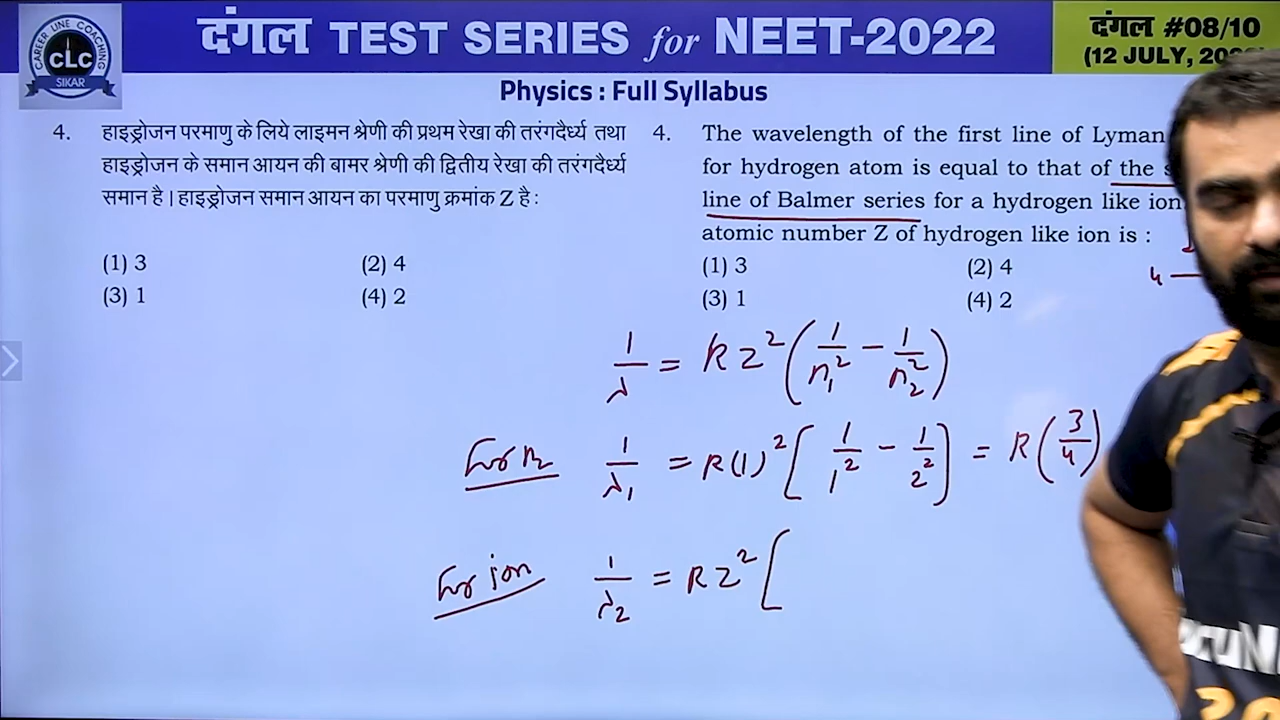 CAREER LINE COACHING
CLC
SIKAR
दंगल TEST SERIES for NEET-2022
दंगल #08/10
(12 JULY, 20
Physics : Full Syllabus
4. हाइड्रोजन परमाणु के लिये लाइमन श्रेणी की प्रथम रेखा की तरंगदैर्ध्य तथा
हाइड्रोजन के समान आयन की बामर श्रेणी की द्वितीय रेखा की तरंगदैर्ध्य
समान है। हाइड्रोजन समान आयन का परमाणु क्रमांक Z है :
(1) 3 (2) 4
(3) 1 (4) 2
4. The wavelength of the first line of Lyman
for hydrogen atom is equal to that of the s
line of Balmer series for a hydrogen like ion
atomic number Z of hydrogen like ion is :
(1) 3 (2) 4
(3) 1 (4) 2
4
1/λ = RZ²(1/n₁² − 1/n₂²)
For H₂ 1/λ₁ = R(1)²[1/1² − 1/2²] = R(3/4)
For ion 1/λ₂ = RZ²[